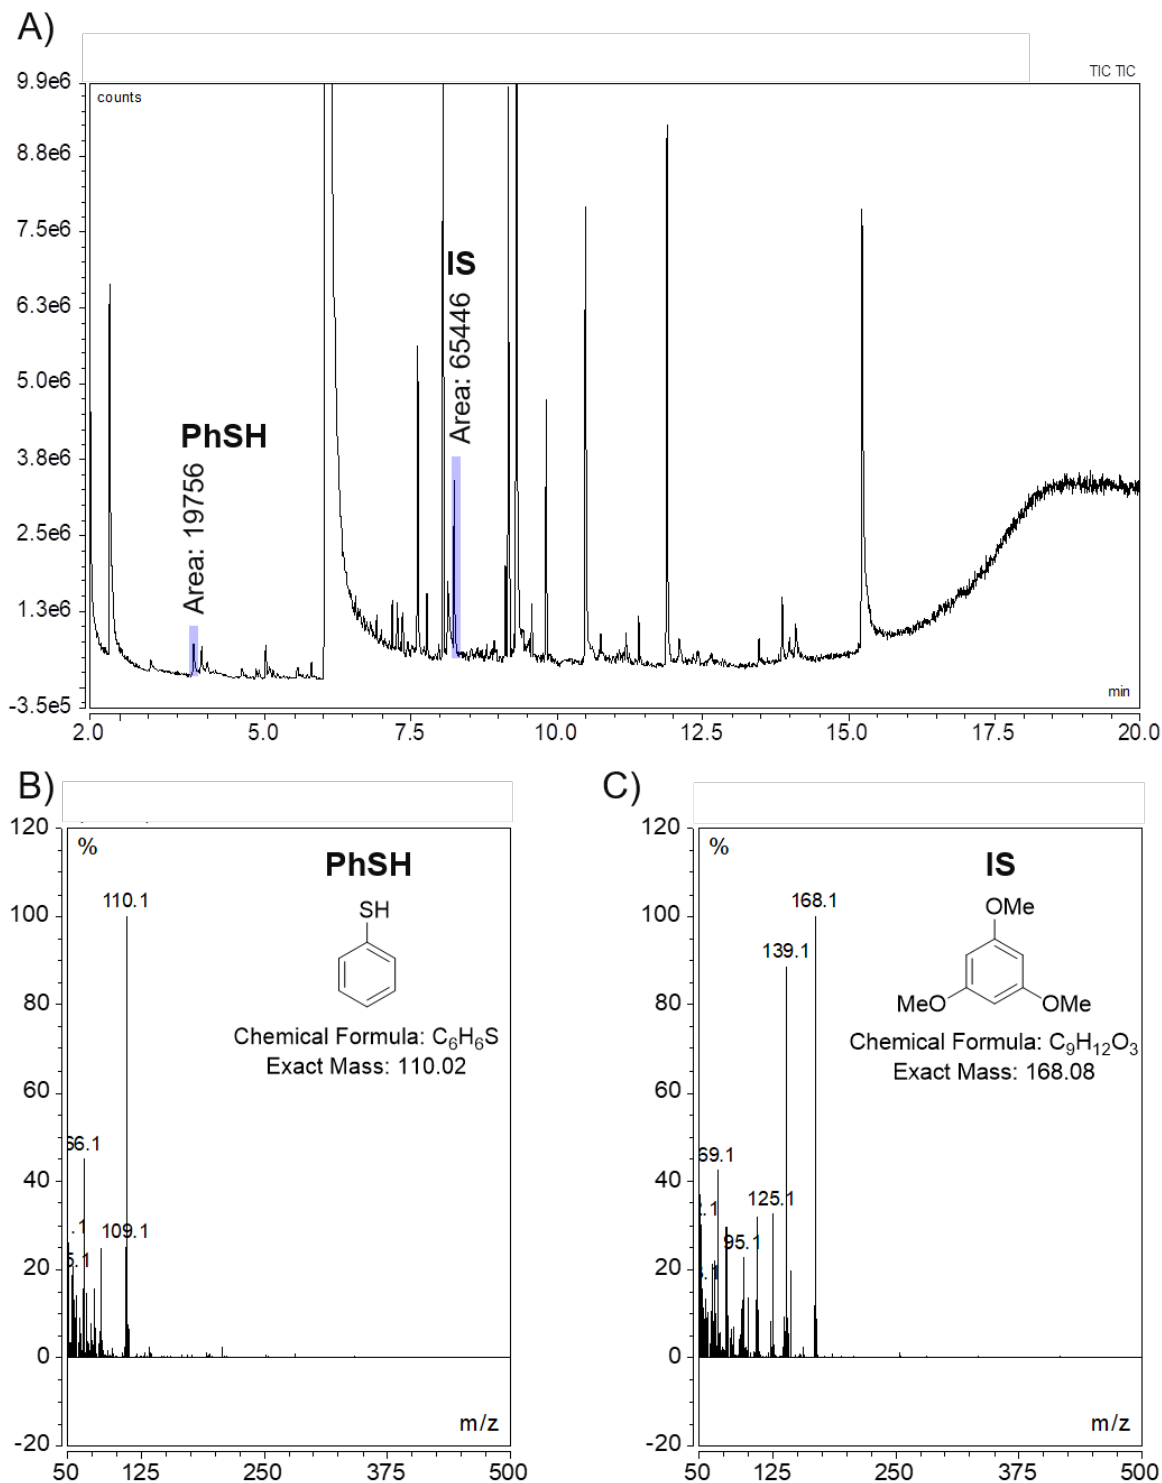 A)
TIC TIC
9.9e6
counts
8.8e6
7.5e6
6.3e6
5.0e6
3.8e6
2.5e6
1.3e6
-3.5e5
PhSH
Area: 19756
IS
Area: 65446
min
2.0 5.0 7.5 10.0 12.5 15.0 17.5 20.0
B)
120
%
100
80
60
40
20
0
-20
PhSH
110.1
SH
Chemical Formula: C6H6S
Exact Mass: 110.02
66.1
109.1
m/z
50 125 250 375 500
C)
120
%
100
80
60
40
20
0
-20
IS
168.1
139.1
OMe
MeO
OMe
Chemical Formula: C9H12O3
Exact Mass: 168.08
69.1
125.1
95.1
m/z
50 125 250 375 500